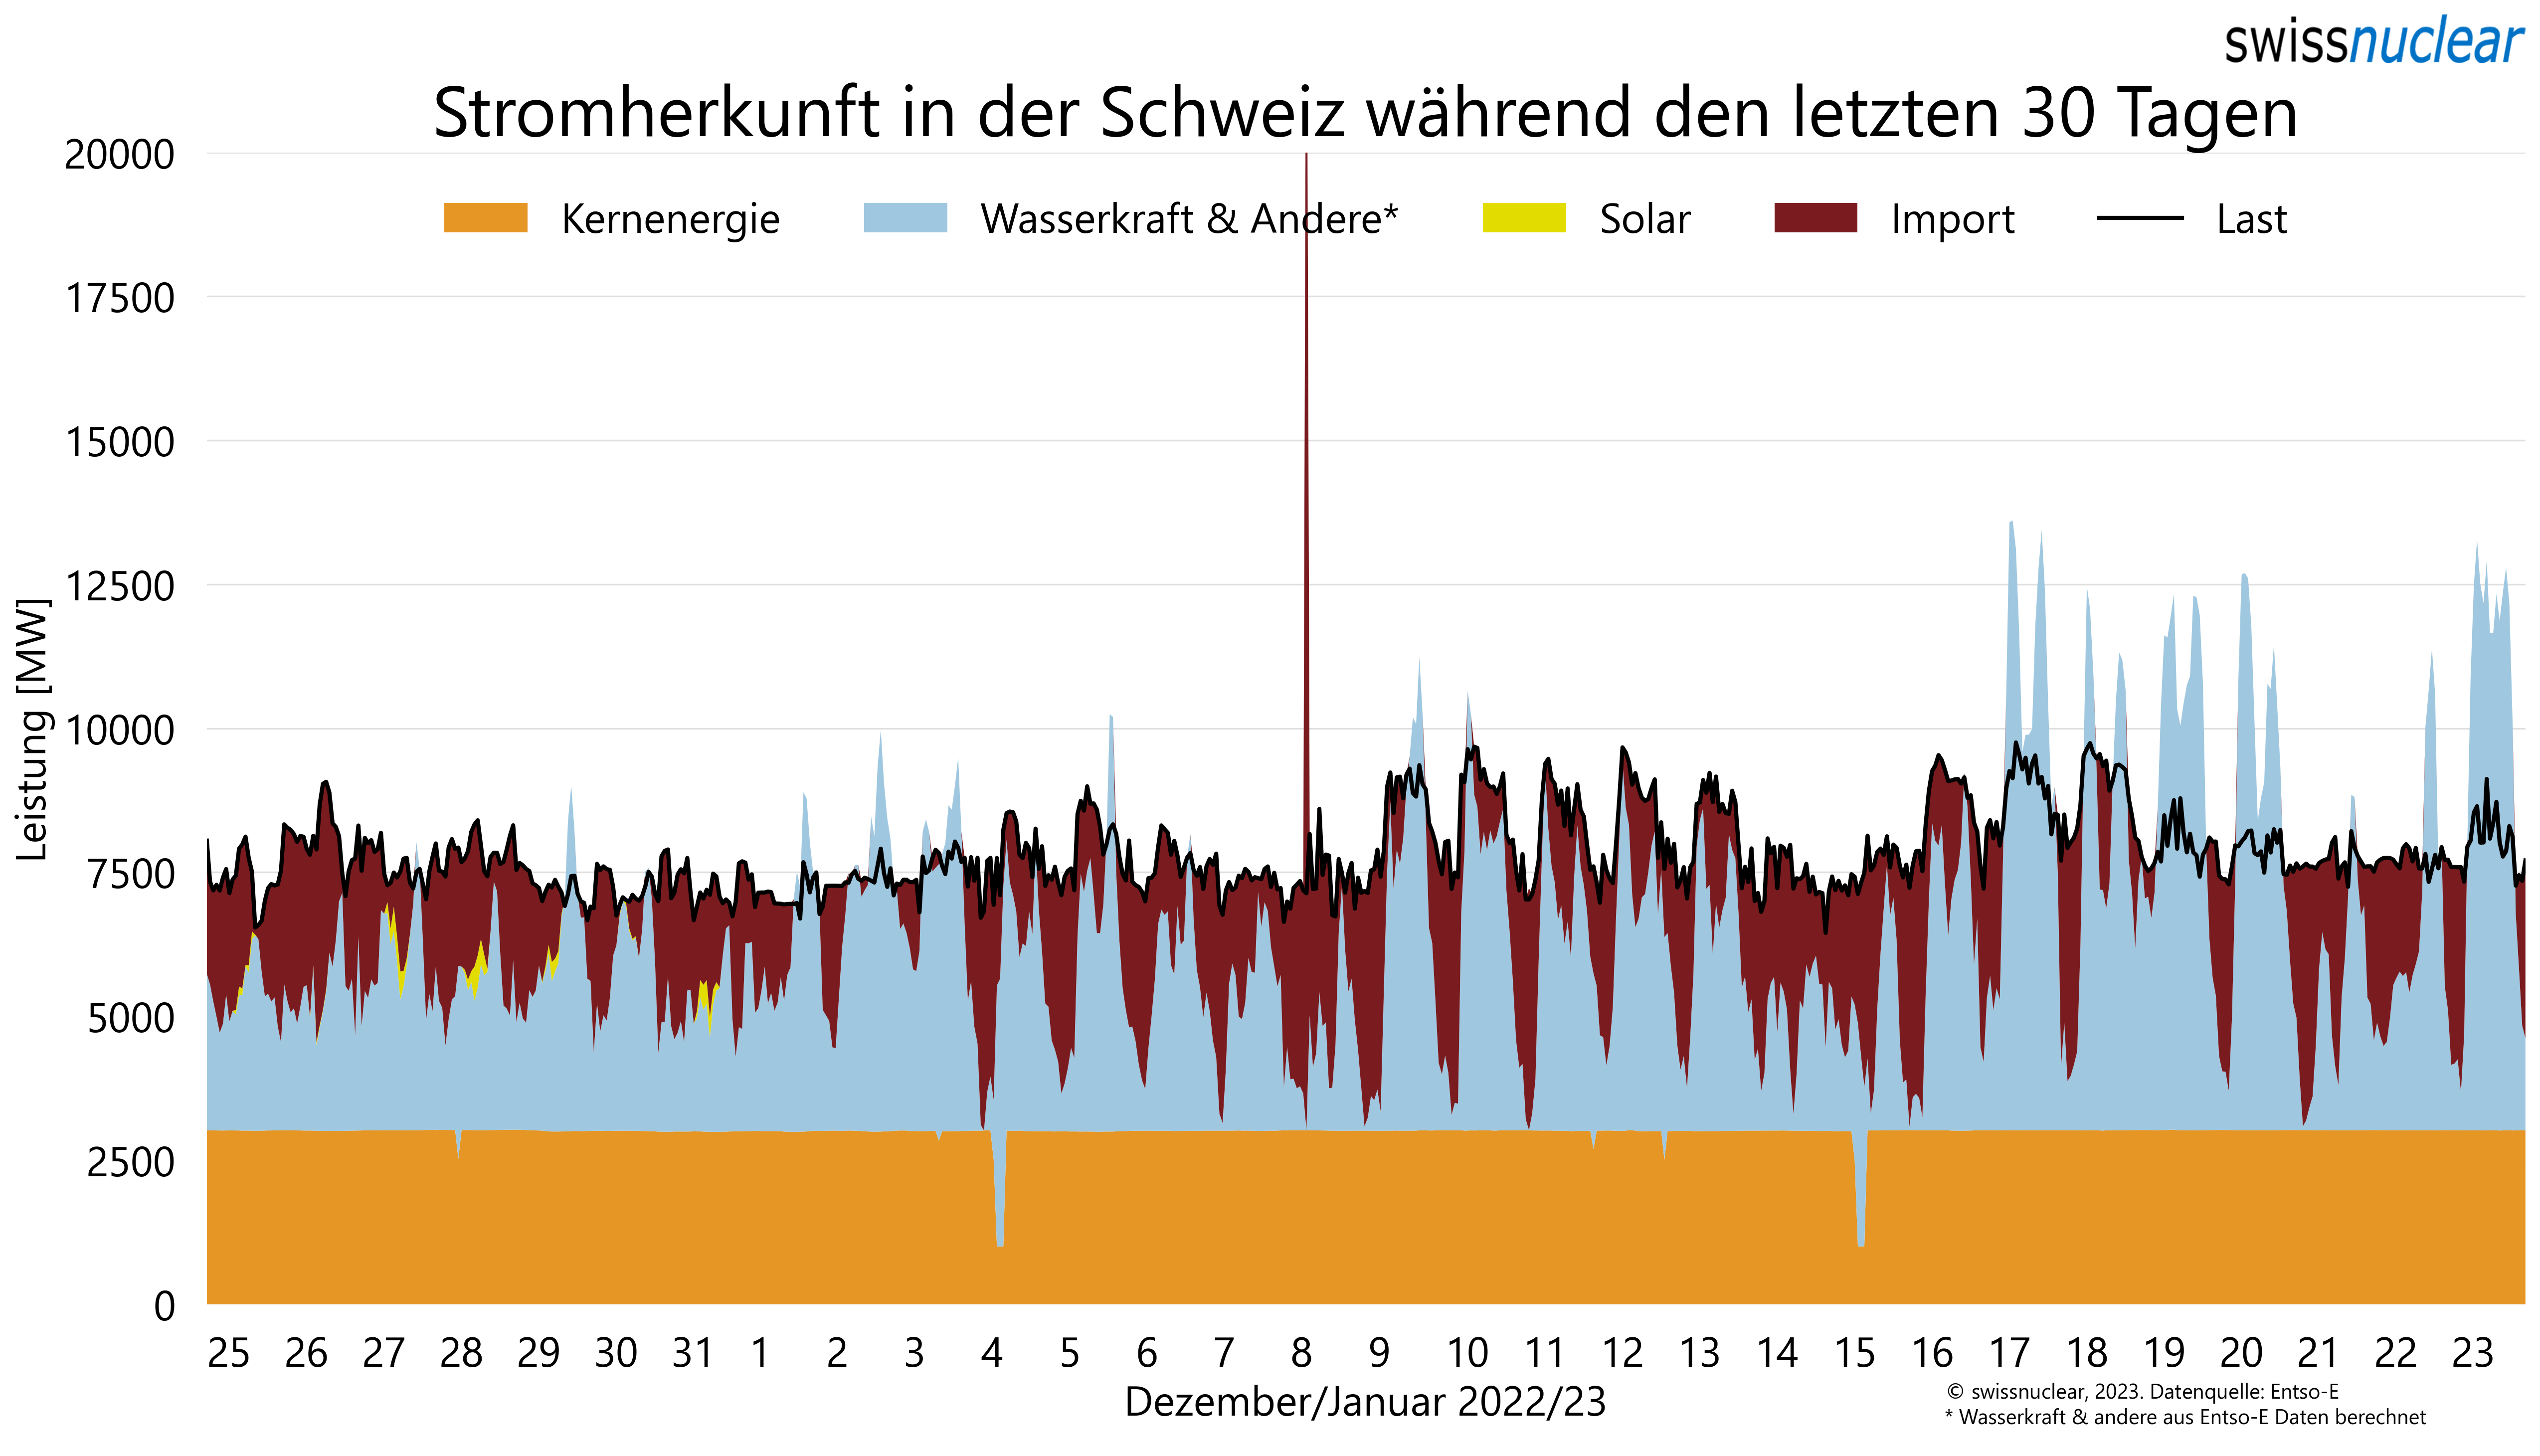 swissnuclear
Stromherkunft in der Schweiz während den letzten 30 Tagen
20000
Kernenergie Wasserkraft & Andere* Solar Import Last
17500
15000
12500
10000
7500
5000
2500
0
Leistung [MW]
25 26 27 28 29 30 31 1 2 3 4 5 6 7 8 9 10 11 12 13 14 15 16 17 18 19 20 21 22 23
Dezember/Januar 2022/23
© swissnuclear, 2023. Datenquelle: Entso-E
* Wasserkraft & andere aus Entso-E Daten berechnet